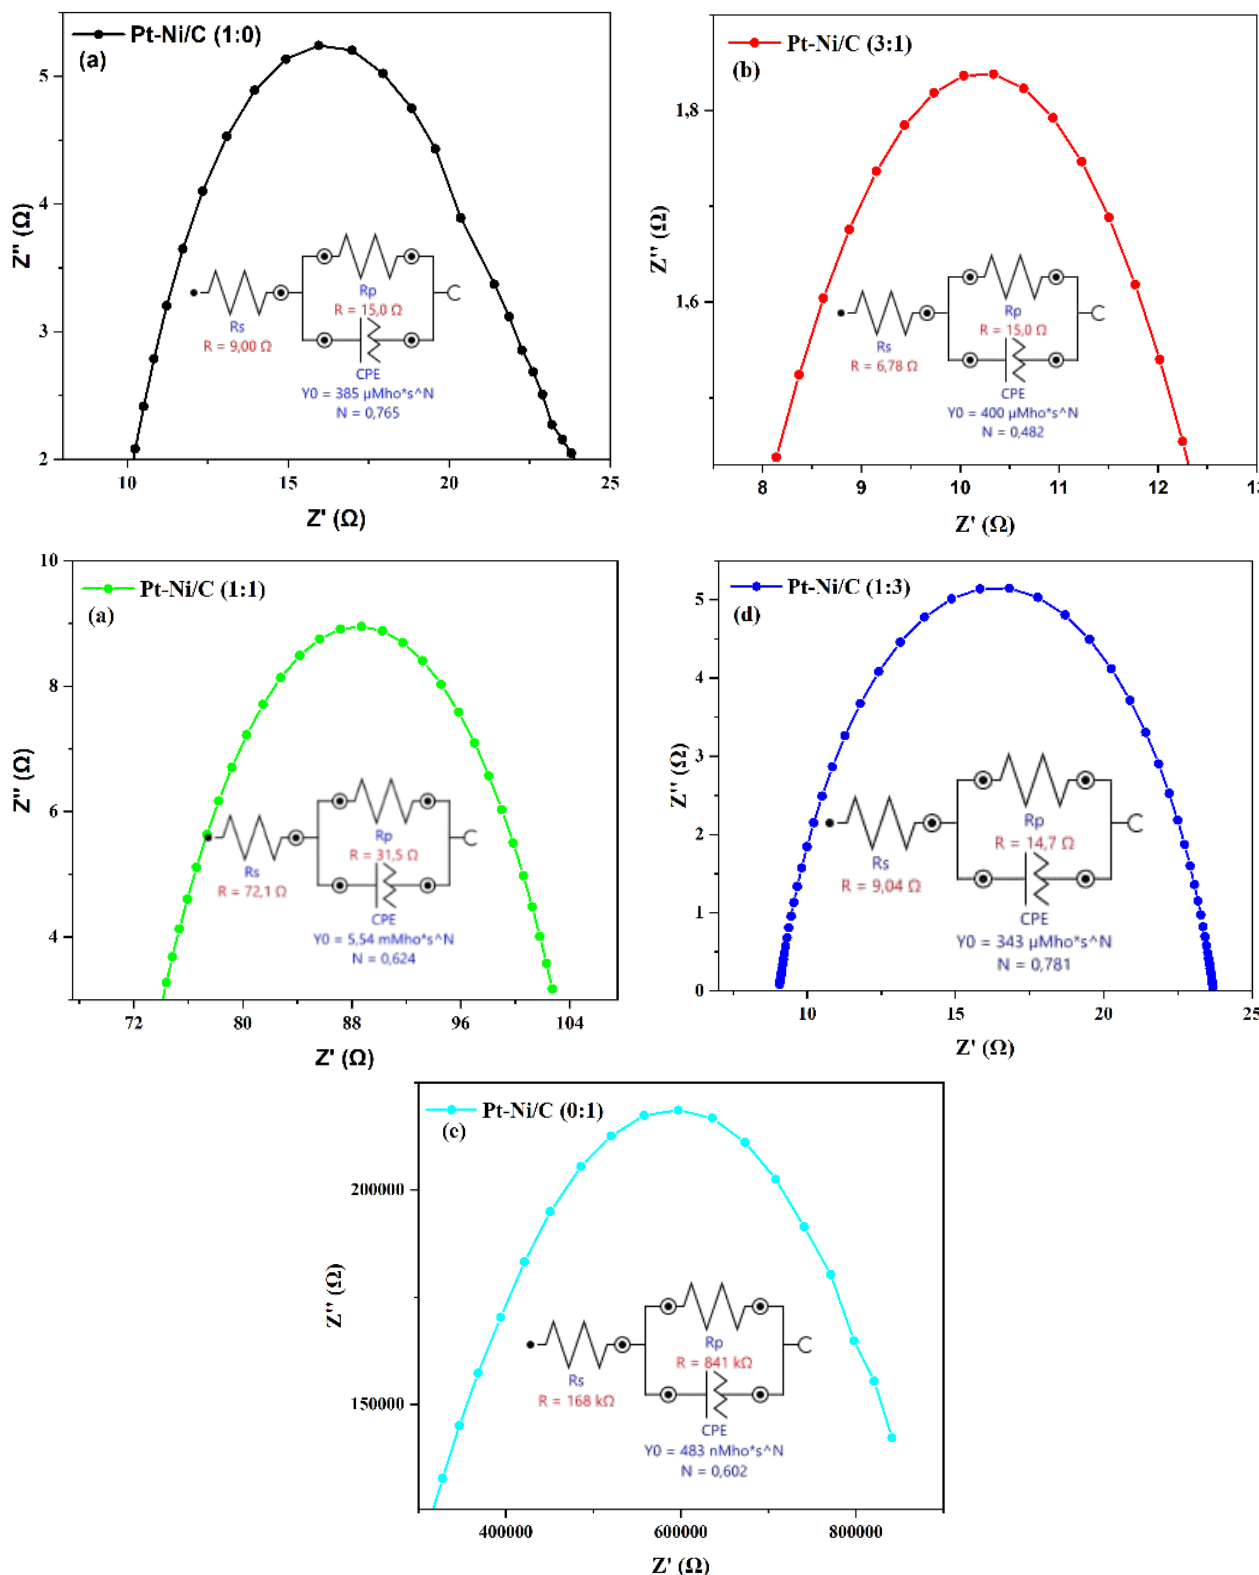 Pt-Ni/C (1:0)
(a)
5
4
3
2
Z'' (Ω)
Rp
R = 15,0 Ω
Rs
R = 9,00 Ω
CPE
Y0 = 385 µMho*s^N
N = 0,765
10
15
20
25
Z' (Ω)
Pt-Ni/C (3:1)
(b)
1,8
1,6
Z'' (Ω)
Rp
R = 15,0 Ω
Rs
R = 6,78 Ω
CPE
Y0 = 400 µMho*s^N
N = 0,482
8
9
10
11
12
13
Z' (Ω)
Pt-Ni/C (1:1)
(a)
10
8
6
4
Z'' (Ω)
Rp
R = 31,5 Ω
Rs
R = 72,1 Ω
CPE
Y0 = 5,54 mMho*s^N
N = 0,624
72
80
88
96
104
Z' (Ω)
Pt-Ni/C (1:3)
(d)
5
4
3
2
1
0
Z'' (Ω)
Rp
R = 14,7 Ω
Rs
R = 9,04 Ω
CPE
Y0 = 343 µMho*s^N
N = 0,781
10
15
20
25
Z' (Ω)
Pt-Ni/C (0:1)
(e)
200000
150000
Z'' (Ω)
Rp
R = 841 kΩ
Rs
R = 168 kΩ
CPE
Y0 = 483 nMho*s^N
N = 0,602
400000
600000
800000
Z' (Ω)